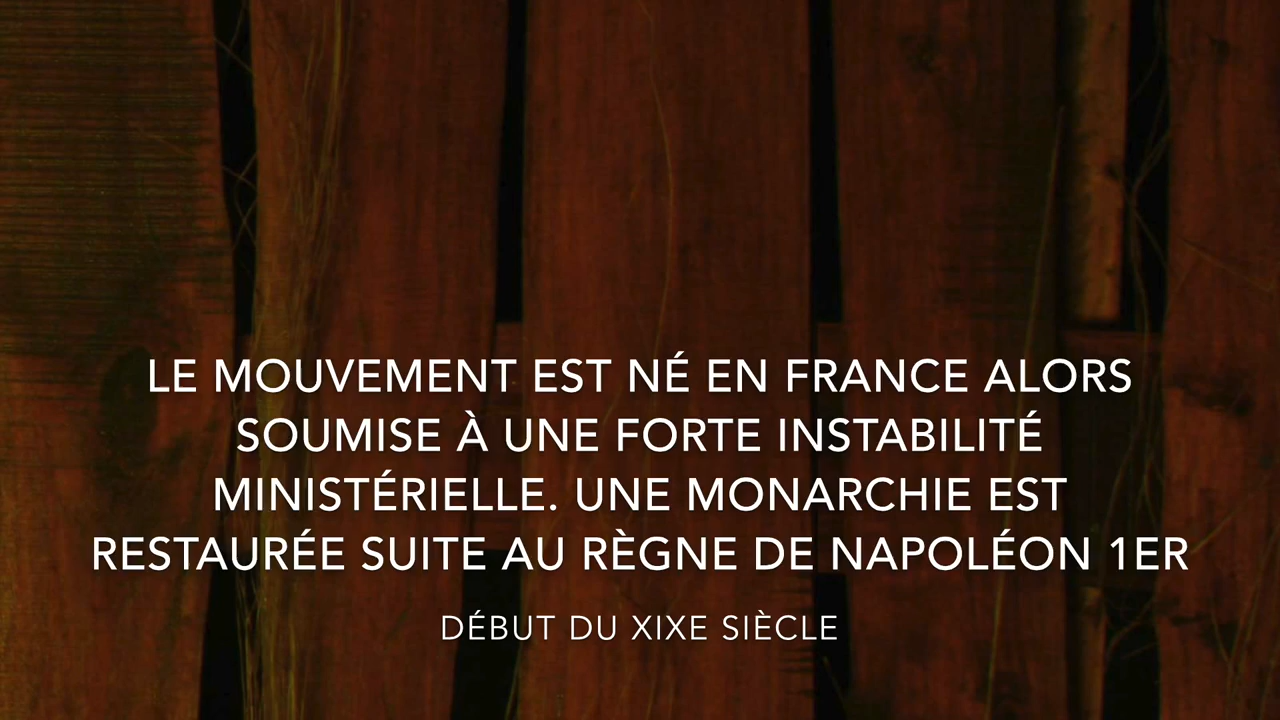 LE MOUVEMENT EST NÉ EN FRANCE ALORS
SOUMISE À UNE FORTE INSTABILITÉ
MINISTÉRIELLE. UNE MONARCHIE EST
RESTAURÉE SUITE AU RÈGNE DE NAPOLÉON 1ER
DÉBUT DU XIXE SIÈCLE